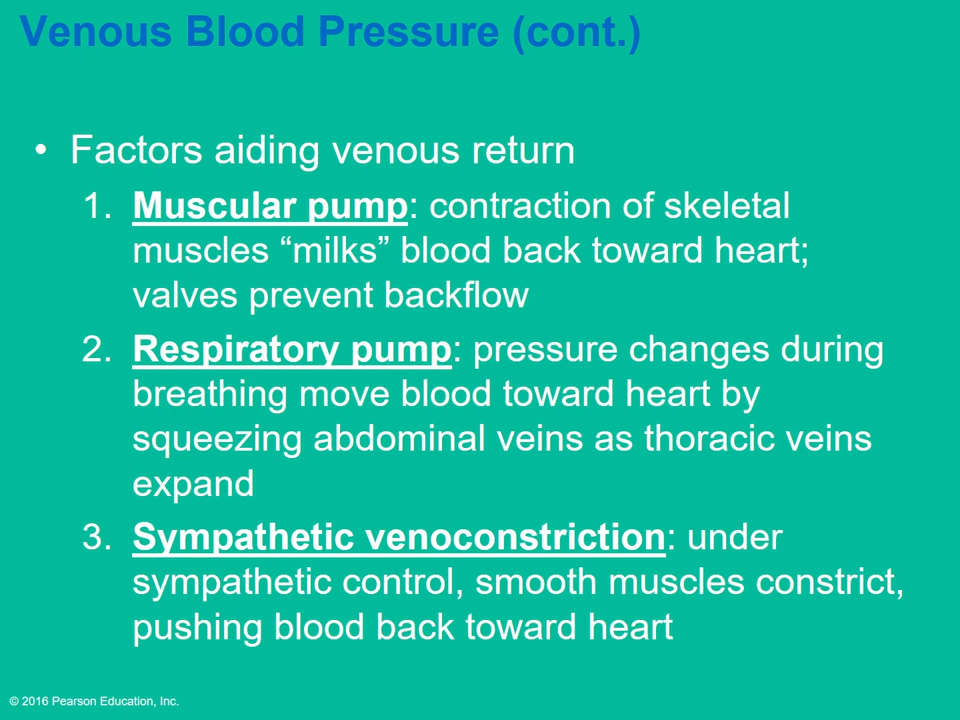 Venous Blood Pressure (cont.)
• Factors aiding venous return
1. Muscular pump: contraction of skeletal
muscles “milks” blood back toward heart;
valves prevent backflow
2. Respiratory pump: pressure changes during
breathing move blood toward heart by
squeezing abdominal veins as thoracic veins
expand
3. Sympathetic venoconstriction: under
sympathetic control, smooth muscles constrict,
pushing blood back toward heart
© 2016 Pearson Education, Inc.